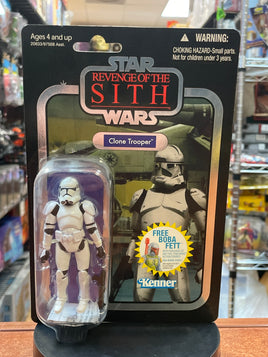 Ages 4 and up
⚠WARNING:
CHOKING HAZARD-Small parts.
Not for children under 3 years.
STAR
REVENGE OF THE
SITH
WARS
Clone Trooper
FREE
BOBA
FETT
Kenner